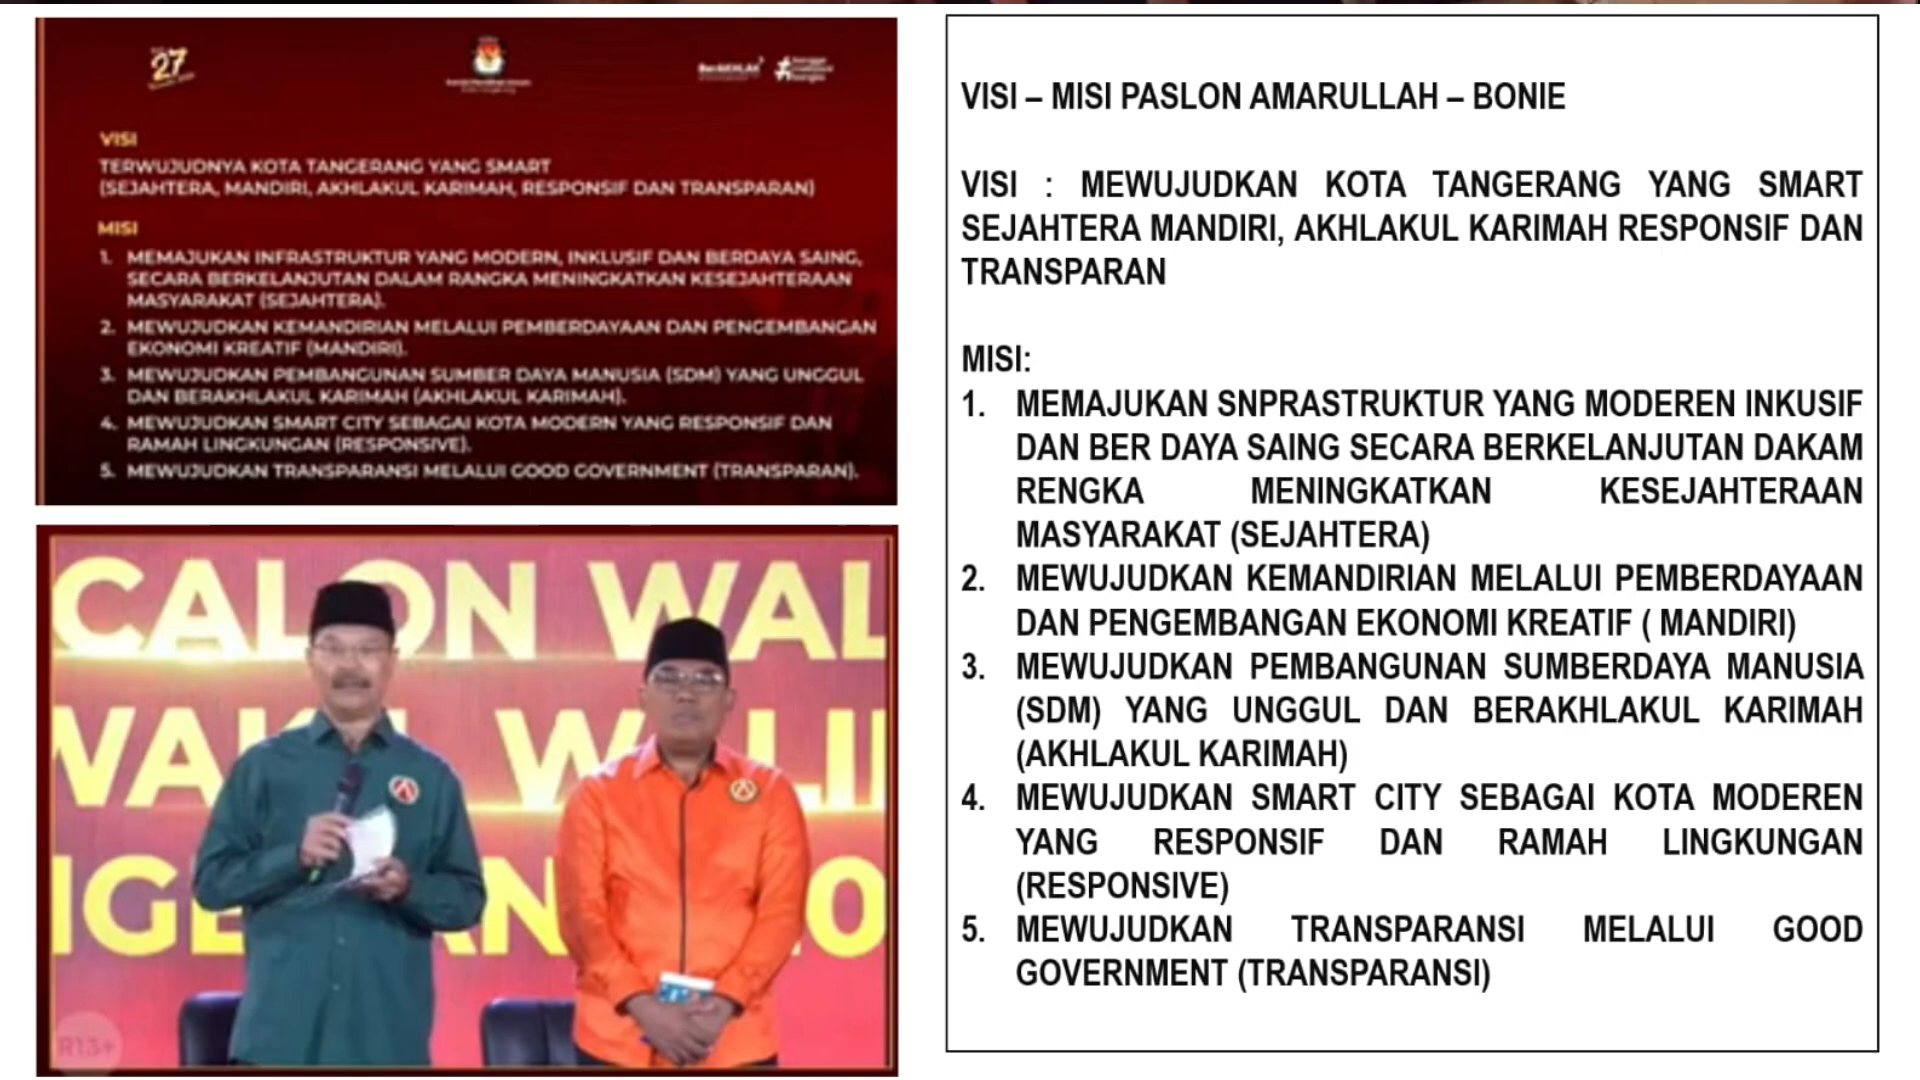 27
VISI
TERWUJUDNYA KOTA TANGERANG YANG SMART
(SEJAHTERA, MANDIRI, AKHLAKUL KARIMAH, RESPONSIF DAN TRANSPARAN)
MISI
1. MEMAJUKAN INFRASTRUKTUR YANG MODERN, INKLUSIF DAN BERDAYA SAING,
SECARA BERKELANJUTAN DALAM RANGKA MENINGKATKAN KESEJAHTERAAN
MASYARAKAT (SEJAHTERA).
2. MEWUJUDKAN KEMANDIRIAN MELALUI PEMBERDAYAAN DAN PENGEMBANGAN
EKONOMI KREATIF (MANDIRI).
3. MEWUJUDKAN PEMBANGUNAN SUMBER DAYA MANUSIA (SDM) YANG UNGGUL
DAN BERAKHLAKUL KARIMAH (AKHLAKUL KARIMAH).
4. MEWUJUDKAN SMART CITY SEBAGAI KOTA MODERN YANG RESPONSIF DAN
RAMAH LINGKUNGAN (RESPONSIVE).
5. MEWUJUDKAN TRANSPARANSI MELALUI GOOD GOVERNMENT (TRANSPARAN).
CALON WAL
R13+
VISI – MISI PASLON AMARULLAH – BONIE
VISI : MEWUJUDKAN KOTA TANGERANG YANG SMART
SEJAHTERA MANDIRI, AKHLAKUL KARIMAH RESPONSIF DAN
TRANSPARAN
MISI:
1. MEMAJUKAN SNPRASTRUKTUR YANG MODEREN INKUSIF
DAN BER DAYA SAING SECARA BERKELANJUTAN DAKAM
RENGKA MENINGKATKAN KESEJAHTERAAN
MASYARAKAT (SEJAHTERA)
2. MEWUJUDKAN KEMANDIRIAN MELALUI PEMBERDAYAAN
DAN PENGEMBANGAN EKONOMI KREATIF ( MANDIRI)
3. MEWUJUDKAN PEMBANGUNAN SUMBERDAYA MANUSIA
(SDM) YANG UNGGUL DAN BERAKHLAKUL KARIMAH
(AKHLAKUL KARIMAH)
4. MEWUJUDKAN SMART CITY SEBAGAI KOTA MODEREN
YANG RESPONSIF DAN RAMAH LINGKUNGAN
(RESPONSIVE)
5. MEWUJUDKAN TRANSPARANSI MELALUI GOOD
GOVERNMENT (TRANSPARANSI)